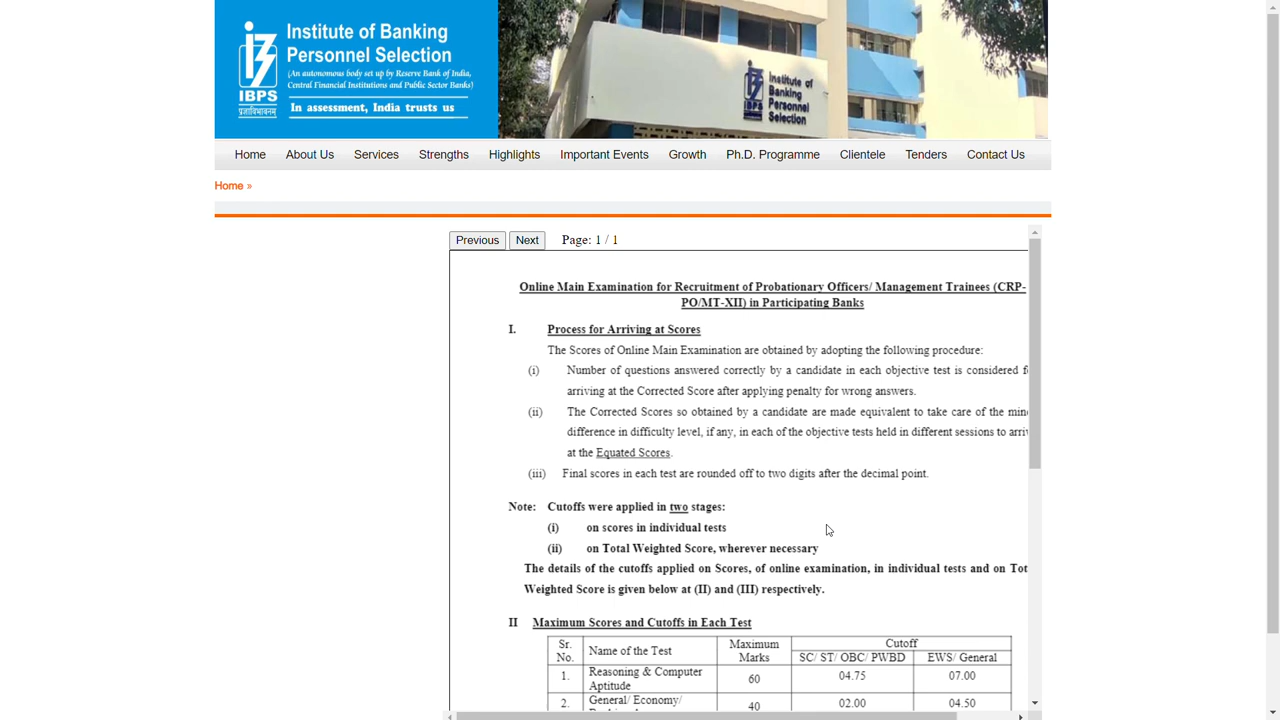 Institute of Banking
Personnel Selection
(An autonomous body set up by Reserve Bank of India,
Central Financial Institutions and Public Sector Banks)
In assessment, India trusts us
IBPS
Institute of
Banking
Personnel
Selection
IBPS
Home About Us Services Strengths Highlights Important Events Growth Ph.D. Programme Clientele Tenders Contact Us
Home »
Previous Next Page: 1 / 1
Online Main Examination for Recruitment of Probationary Officers/ Management Trainees (CRP-
PO/MT-XII) in Participating Banks
I. Process for Arriving at Scores
The Scores of Online Main Examination are obtained by adopting the following procedure:
(i) Number of questions answered correctly by a candidate in each objective test is considered
arriving at the Corrected Score after applying penalty for wrong answers.
(ii) The Corrected Scores so obtained by a candidate are made equivalent to take care of the
difference in difficulty level, if any, in each of the objective tests held in different sessions to
at the Equated Scores.
(iii) Final scores in each test are rounded off to two digits after the decimal point.
Note: Cutoffs were applied in two stages:
(i) on scores in individual tests
(ii) on Total Weighted Score, wherever necessary
The details of the cutoffs applied on Scores, of online examination, in individual tests and on
Weighted Score is given below at (II) and (III) respectively.
II Maximum Scores and Cutoffs in Each Test
Sr. No. Name of the Test Maximum Marks Cutoff
SC/ ST/ OBC/ PWBD EWS/ General
1. Reasoning & Computer Aptitude 60 04.75 07.00
2. General/ Economy/ 40 02.00 04.50